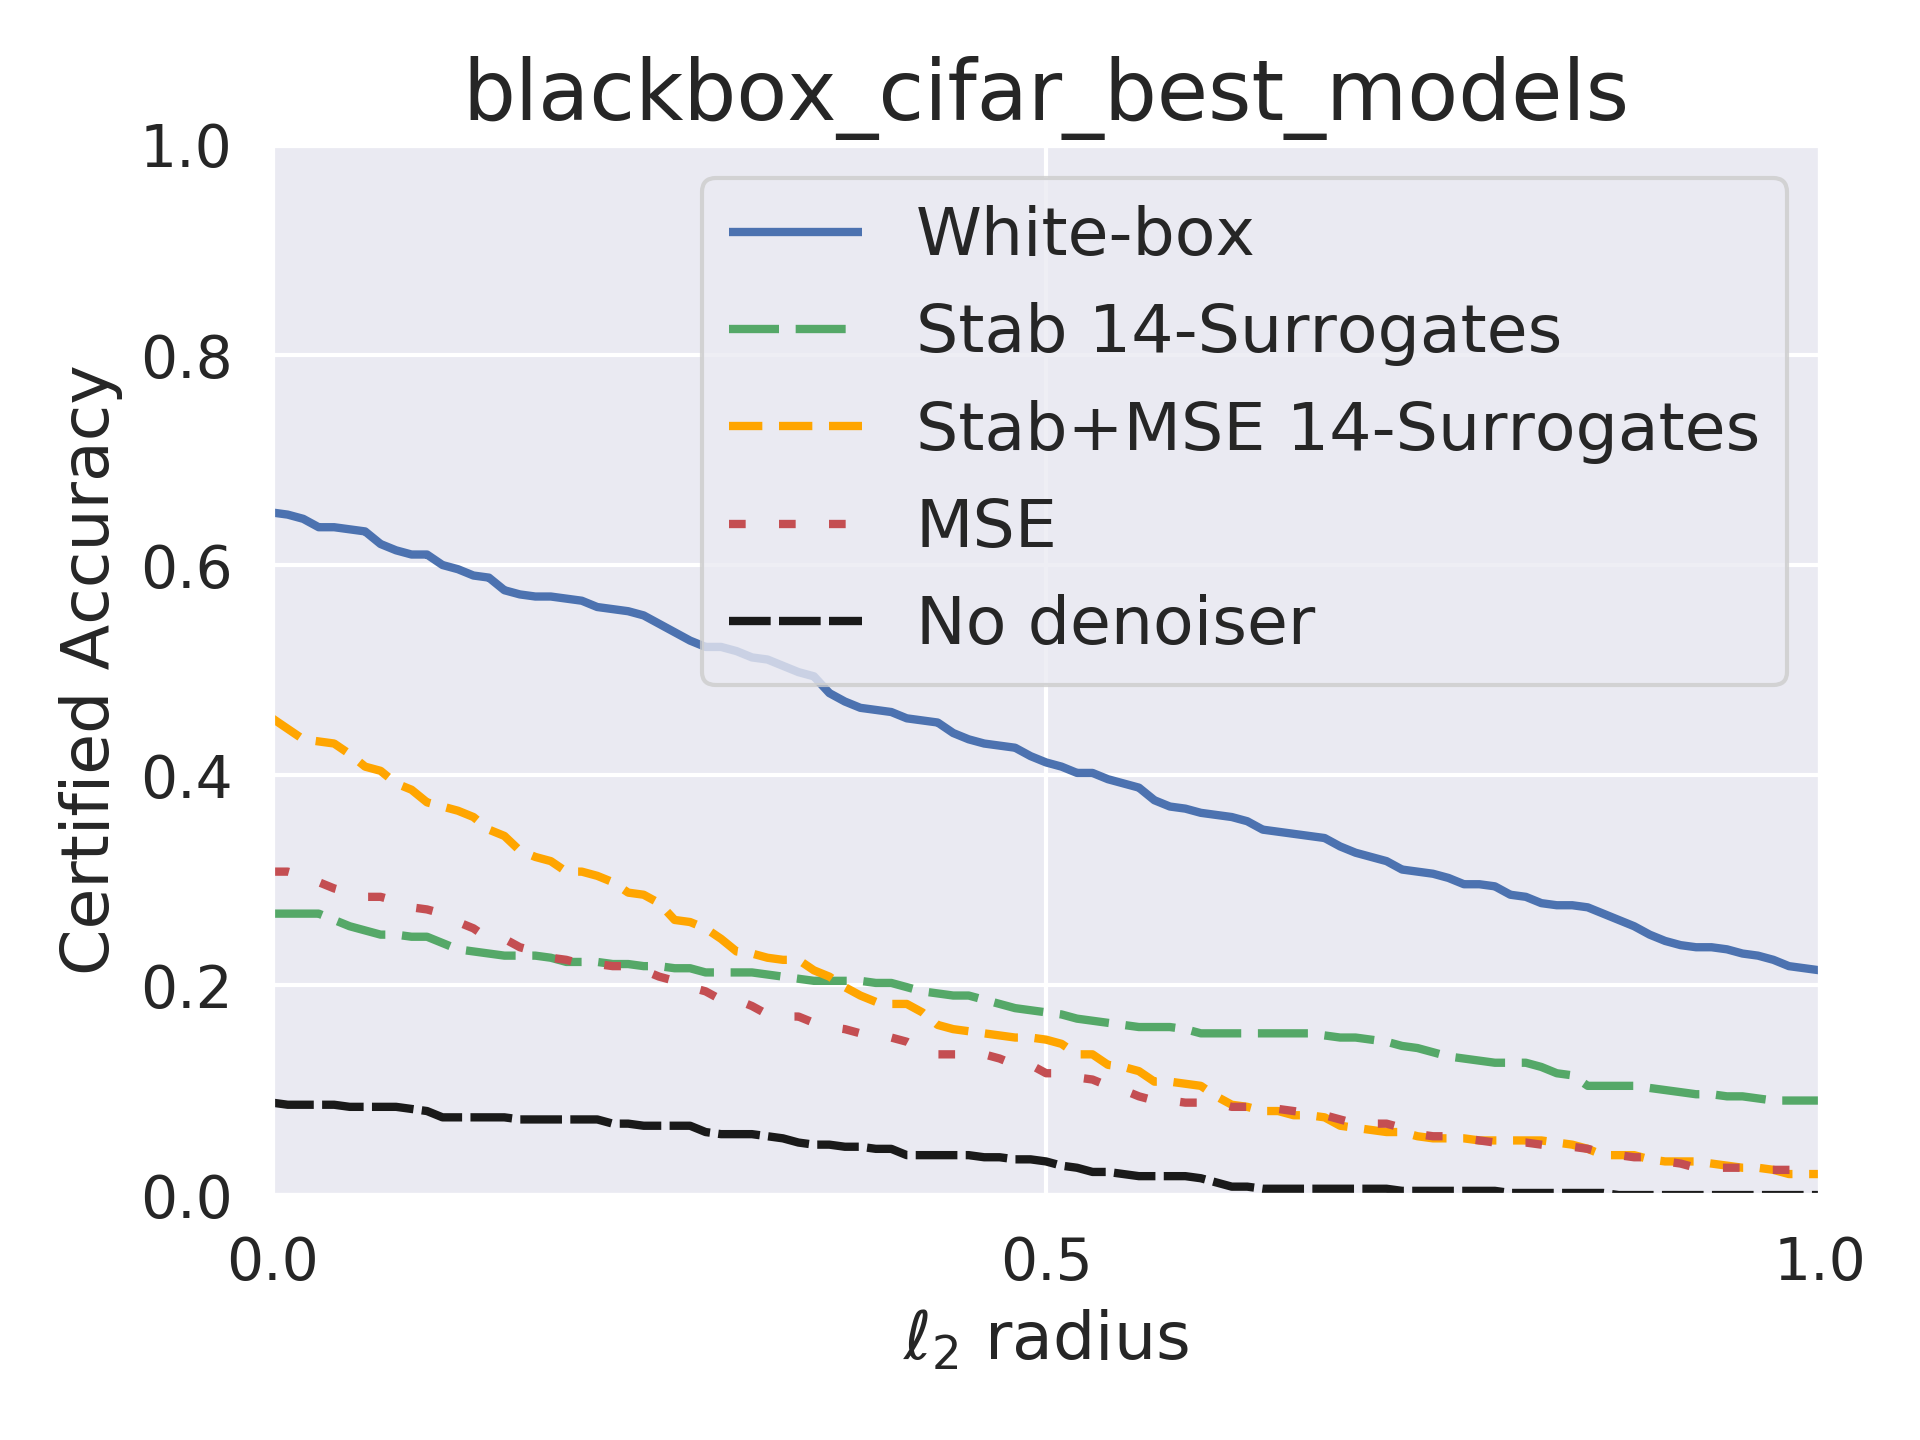 blackbox_cifar_best_models
1.0
0.8
0.6
0.4
0.2
0.0
Certified Accuracy
White-box
Stab 14-Surrogates
Stab+MSE 14-Surrogates
MSE
No denoiser
0.0 0.5 1.0
ℓ₂ radius